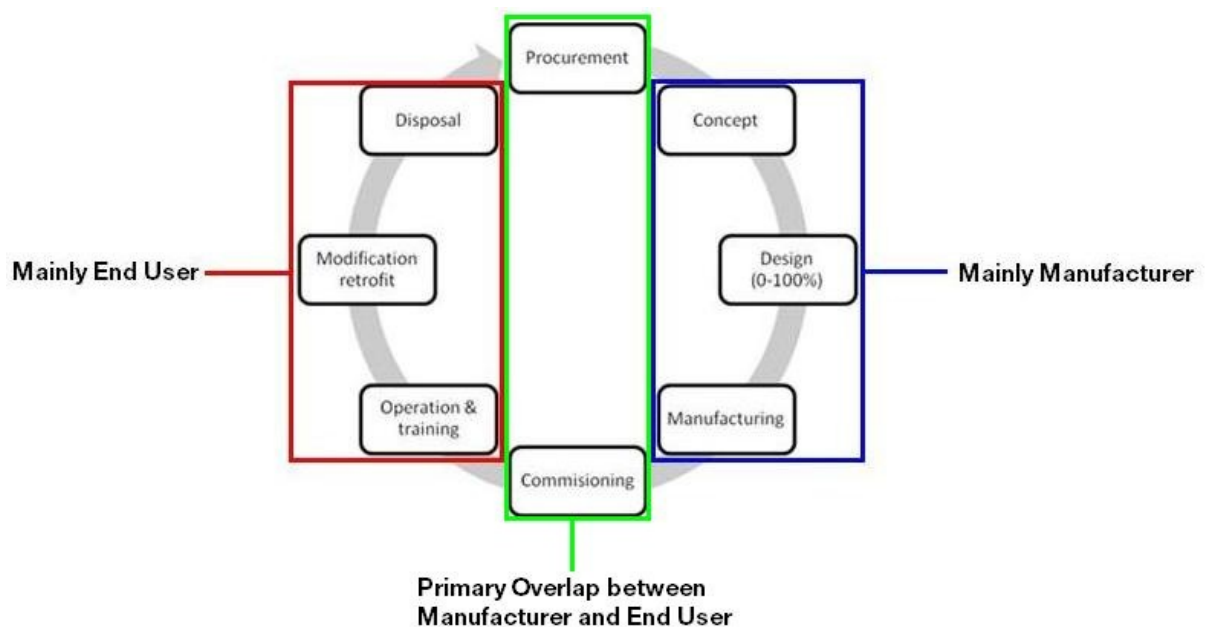 Procurement
Disposal
Concept
Mainly End User
Modification
retrofit
Design
(0-100%)
Mainly Manufacturer
Operation &
training
Manufacturing
Commisioning
Primary Overlap between
Manufacturer and End User